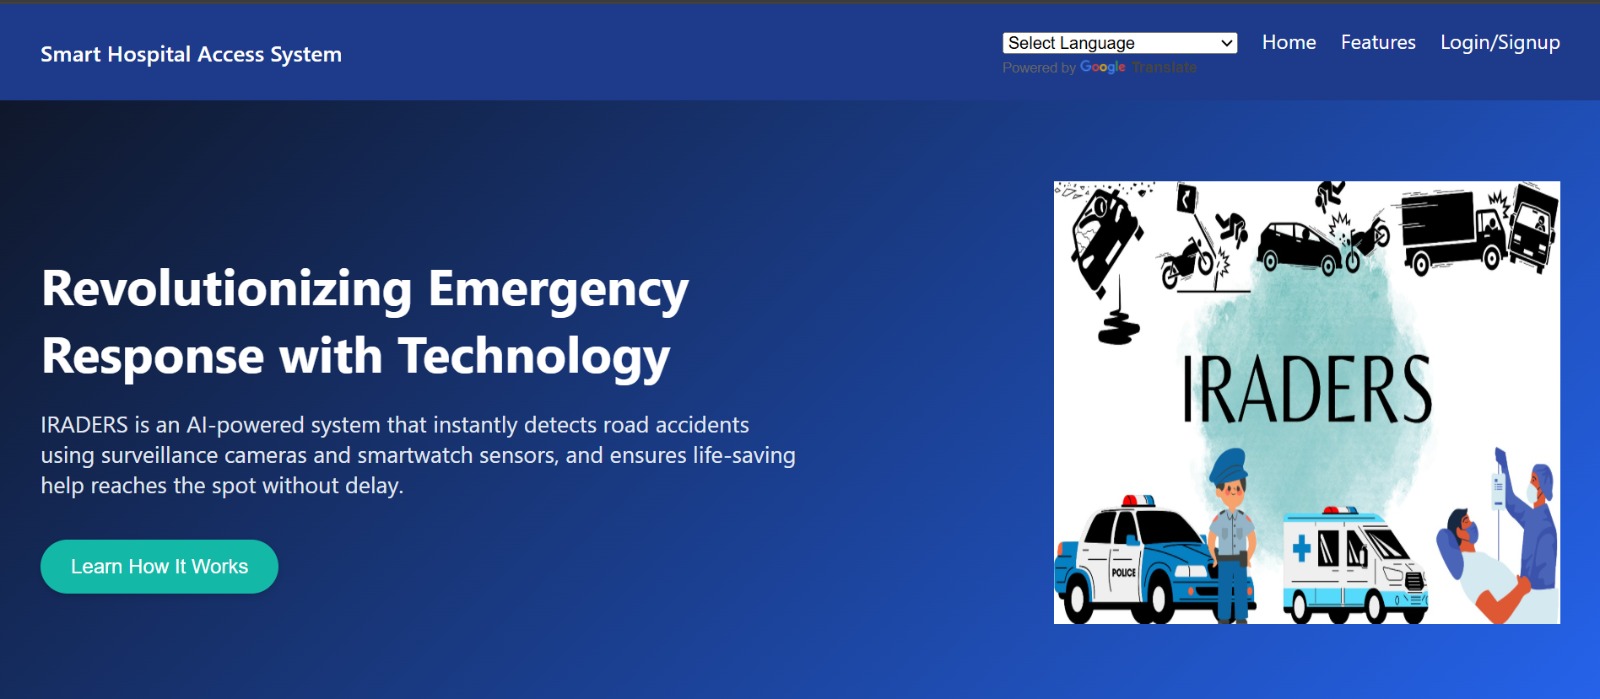 Smart Hospital Access System
Select Language
Powered by Google Translate
Home
Features
Login/Signup
Revolutionizing Emergency
Response with Technology
IRADERS is an AI-powered system that instantly detects road accidents
using surveillance cameras and smartwatch sensors, and ensures life-saving
help reaches the spot without delay.
Learn How It Works
IRADERS
POLICE